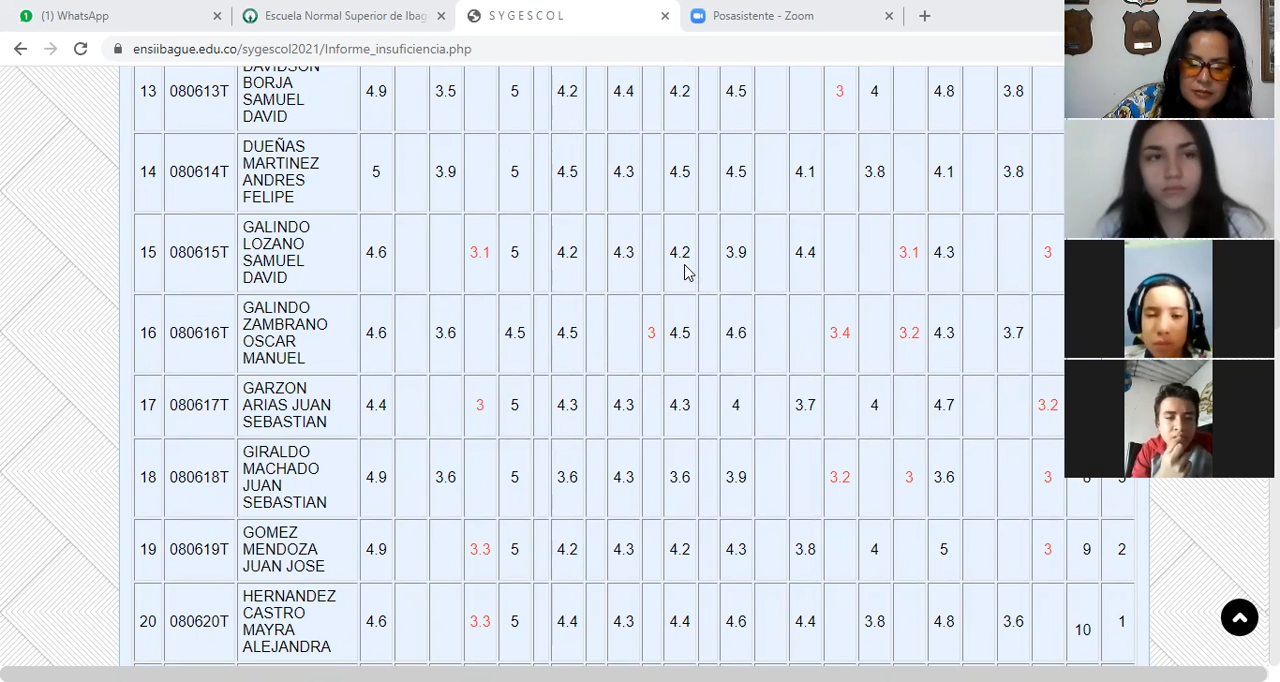 (1) WhatsApp Escuela Normal Superior de Ibag SYGESCOL Posasistente - Zoom
ensiibague.edu.co/sygescol2021/Informe_insuficiencia.php
DAVIDSON
13 080613T BORJA SAMUEL DAVID 4.9 3.5 5 4.2 4.4 4.2 4.5 3 4 4.8 3.8
14 080614T DUEÑAS MARTINEZ ANDRES FELIPE 5 3.9 5 4.5 4.3 4.5 4.5 4.1 3.8 4.1 3.8
15 080615T GALINDO LOZANO SAMUEL DAVID 4.6 3.1 5 4.2 4.3 4.2 3.9 4.4 3.1 4.3 3
16 080616T GALINDO ZAMBRANO OSCAR MANUEL 4.6 3.6 4.5 4.5 3 4.5 4.6 3.4 3.2 4.3 3.7
17 080617T GARZON ARIAS JUAN SEBASTIAN 4.4 3 5 4.3 4.3 4.3 4 3.7 4 4.7 3.2
18 080618T GIRALDO MACHADO JUAN SEBASTIAN 4.9 3.6 5 3.6 4.3 3.6 3.9 3.2 3 3.6 3
19 080619T GOMEZ MENDOZA JUAN JOSE 4.9 3.3 5 4.2 4.3 4.2 4.3 3.8 4 5 3 9 2
20 080620T HERNANDEZ CASTRO MAYRA ALEJANDRA 4.6 3.3 5 4.4 4.3 4.4 4.6 4.4 3.8 4.8 3.6 10 1